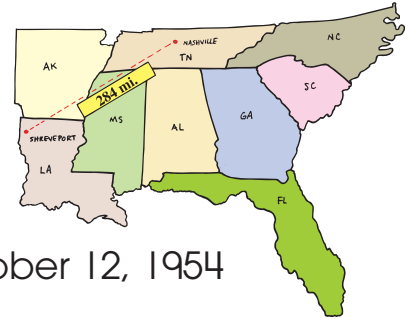 NASHVILLE
NC
TN
AK
284 mi.
SC
MS
GA
AL
SHREVEPORT
LA
FL
ober 12, 1954